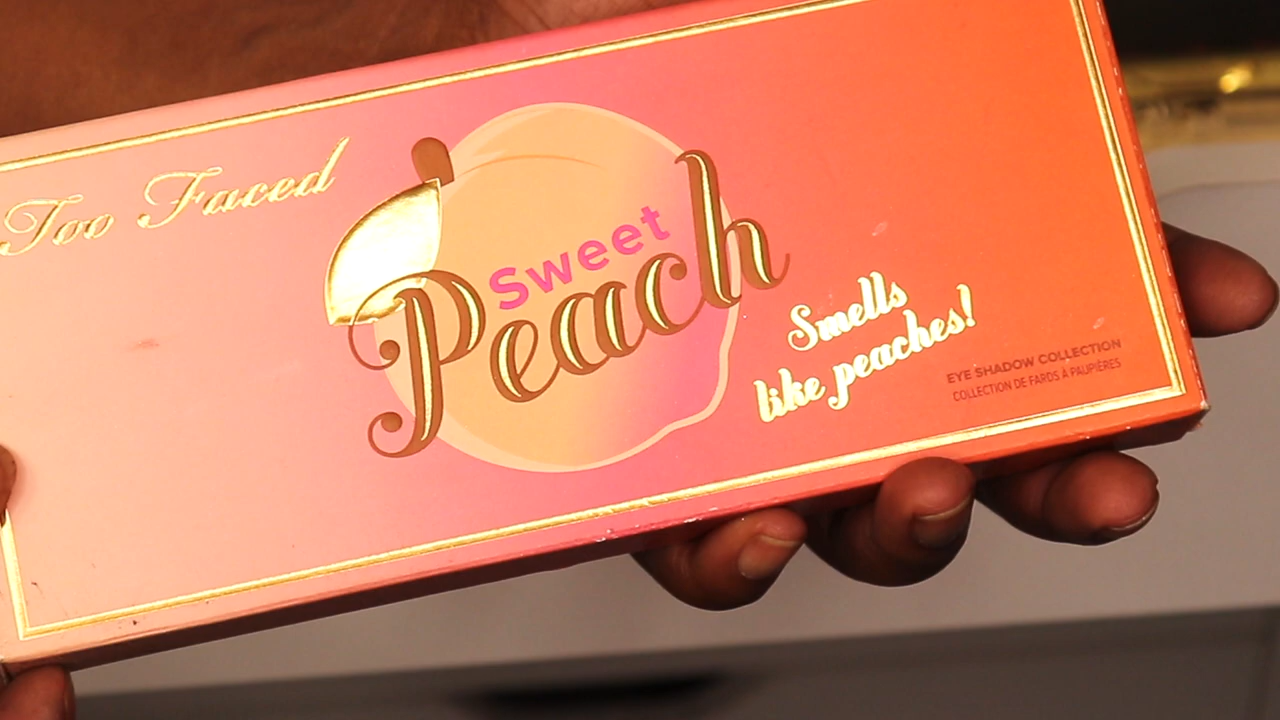 Too Faced
Sweet
Peach
Smells
like peaches!
EYE SHADOW COLLECTION
COLLECTION DE FARDS À PAUPIÈRES